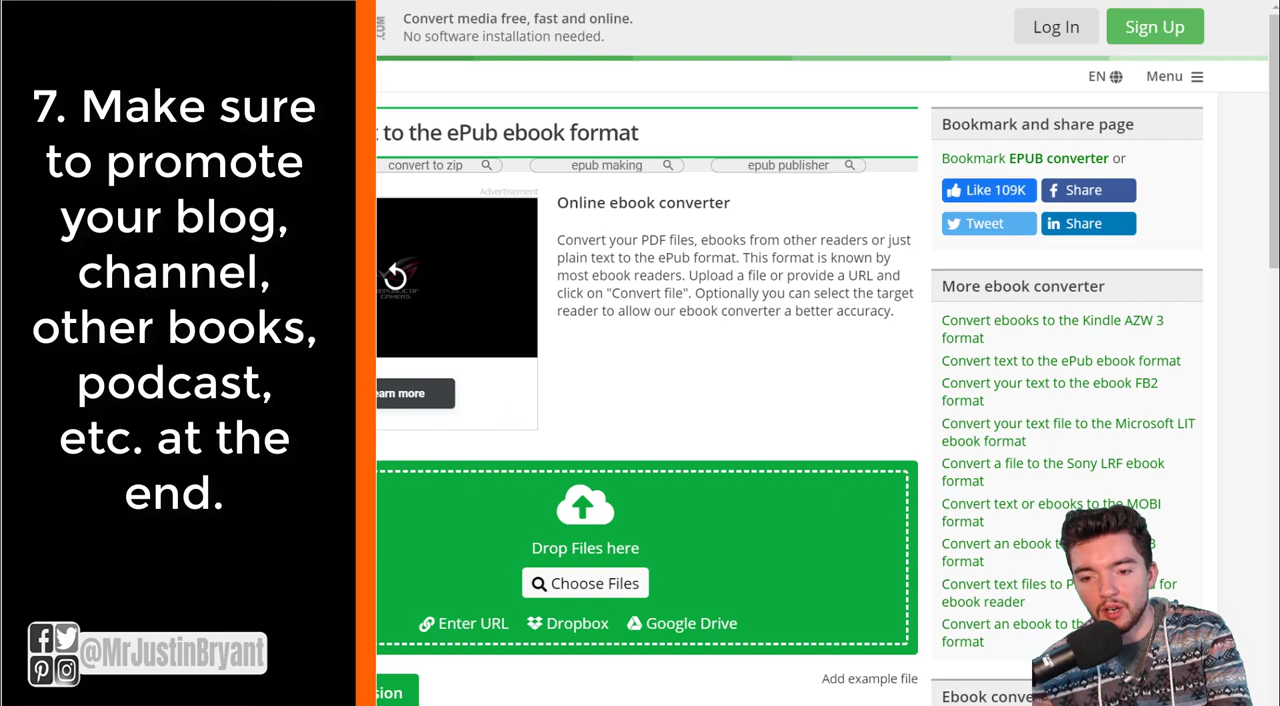 7. Make sure
to promote
your blog,
channel,
other books,
podcast,
etc. at the
end.
@MrJustinBryant
.COM
Convert media free, fast and online.
No software installation needed.
Log In
Sign Up
EN
Menu
to the ePub ebook format
convert to zip
epub making
epub publisher
Advertisement
REPUBLIC OF
GAMERS
earn more
Online ebook converter
Convert your PDF files, ebooks from other readers or just
plain text to the ePub format. This format is known by
most ebook readers. Upload a file or provide a URL and
click on "Convert file". Optionally you can select the target
reader to allow our ebook converter a better accuracy.
Drop Files here
Choose Files
Enter URL
Dropbox
Google Drive
sion
Add example file
Bookmark and share page
Bookmark EPUB converter or
Like 109K
Share
Tweet
Share
More ebook converter
Convert ebooks to the Kindle AZW 3
format
Convert text to the ePub ebook format
Convert your text to the ebook FB2
format
Convert your text file to the Microsoft LIT
ebook format
Convert a file to the Sony LRF ebook
format
Convert text or ebooks to the MOBI
format
Convert an ebook t
3
format
Convert text files to P
for
ebook reader
Convert an ebook to th
format
Ebook conve